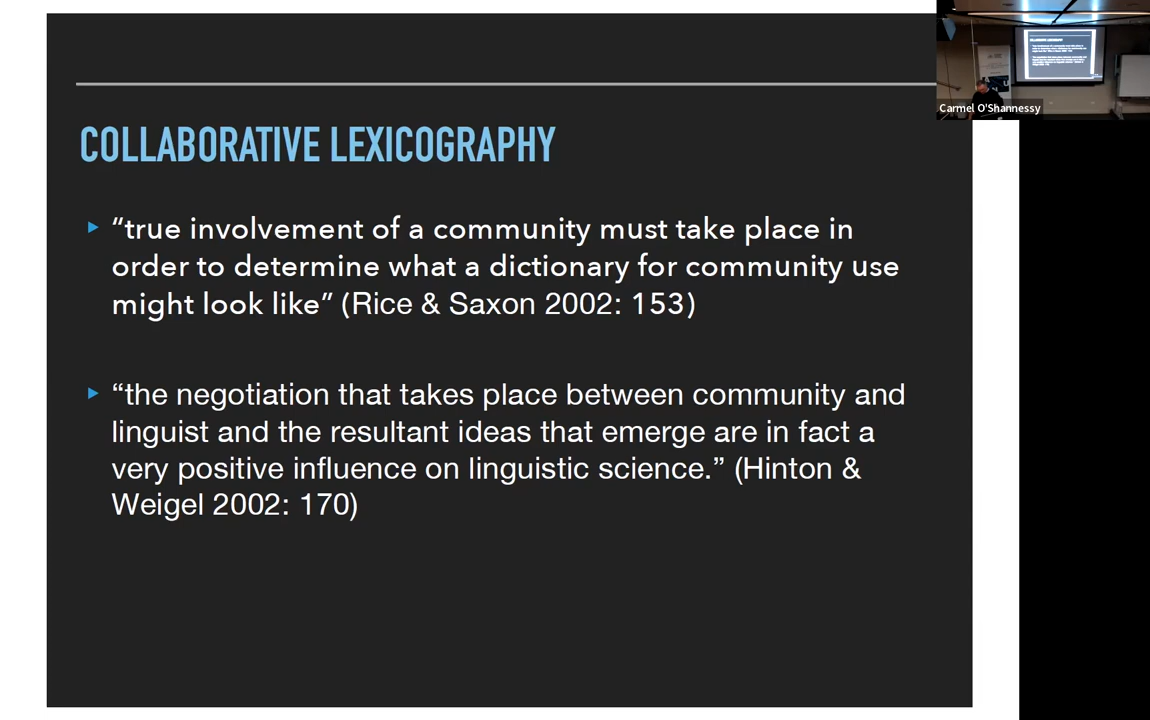 COLLABORATIVE LEXICOGRAPHY
“true involvement of a community must take place in
order to determine what a dictionary for community use
might look like” (Rice & Saxon 2002: 153)
“the negotiation that takes place between community and
linguist and the resultant ideas that emerge are in fact a
very positive influence on linguistic science.” (Hinton &
Weigel 2002: 170)
Carmel O'Shannessy